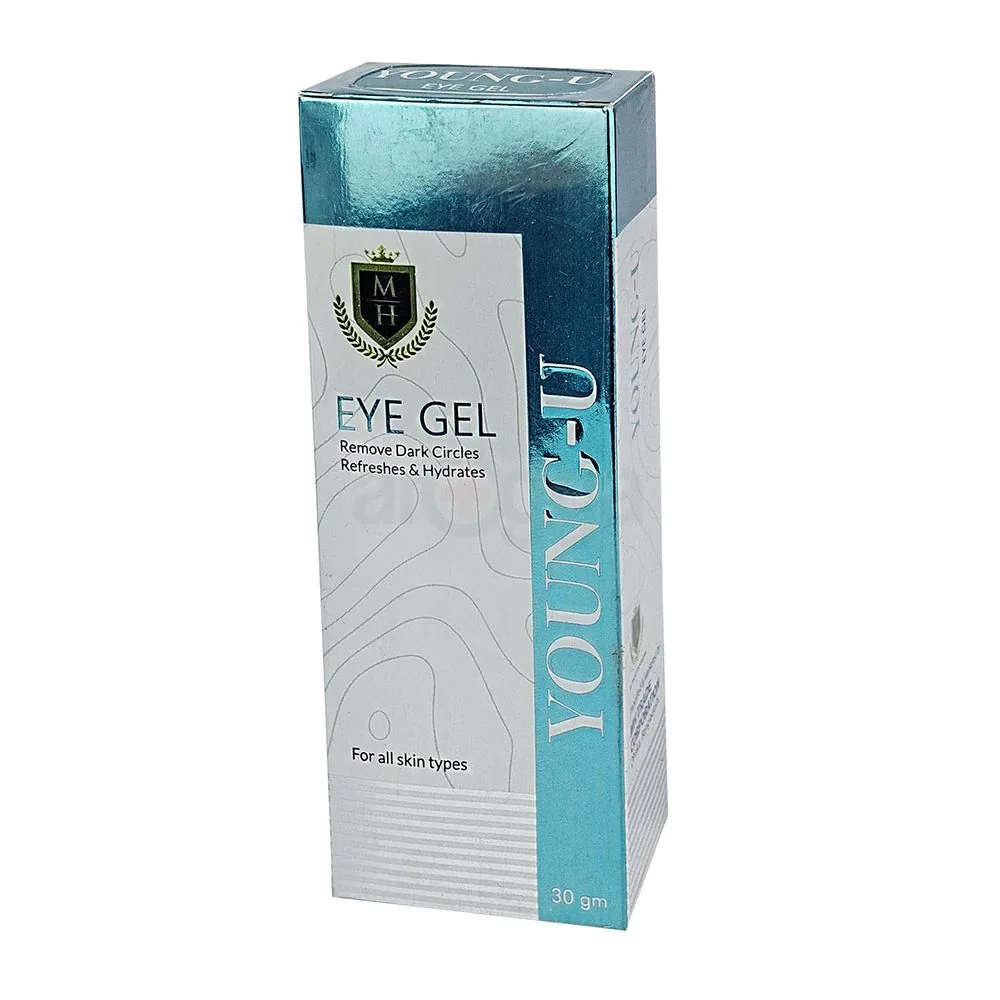 YOUNG-U
EYE GEL
M
H
EYE GEL
Remove Dark Circles
Refreshes & Hydrates
For all skin types
YOUNG-U
30 gm
YOUNG-U
EYE GEL